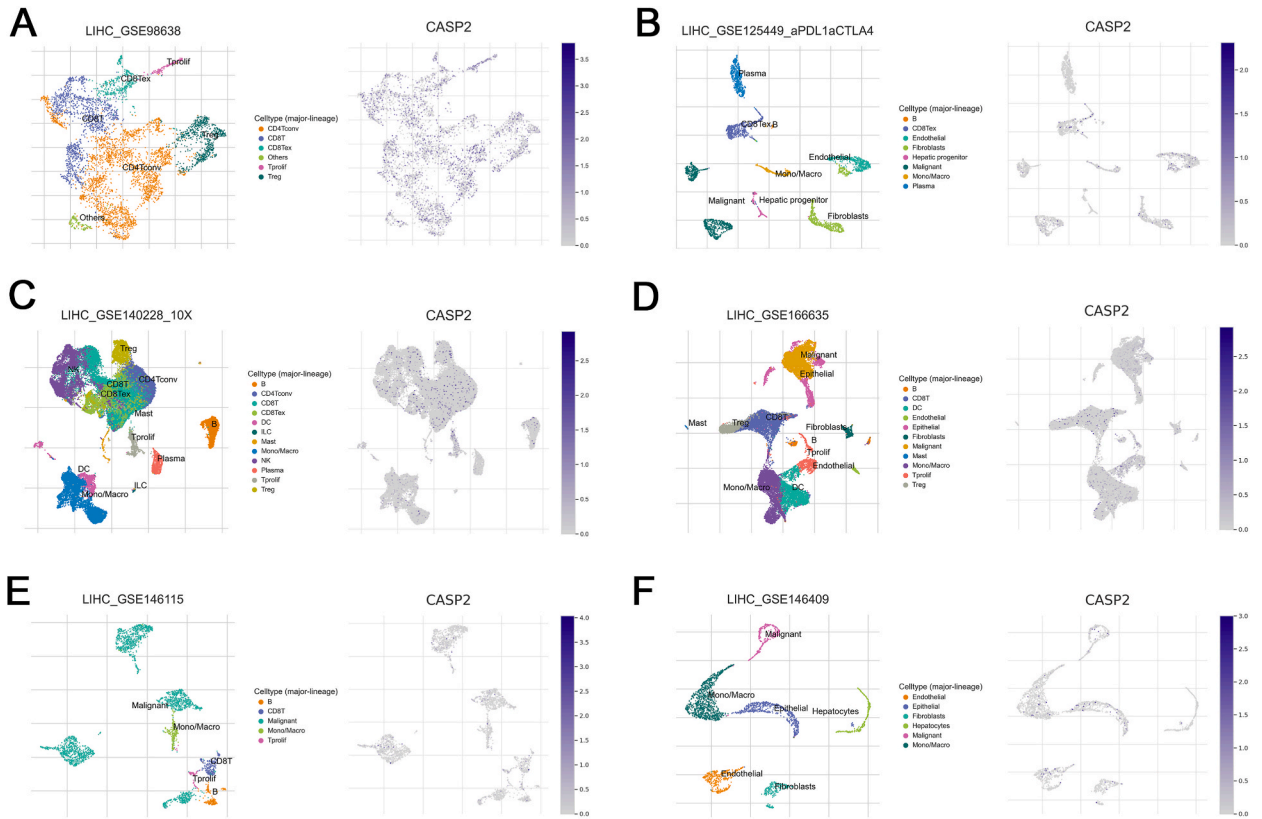 A
LIHC_GSE98638
CASP2
Tprolif
CD8Tex
CD8T
Treg
CD4Tconv
Others
Celltype (major-lineage)
CD4Tconv
CD8T
CD8Tex
Others
Tprolif
Treg
3.5
3.0
2.5
2.0
1.5
1.0
0.5
0.0
B
LIHC_GSE125449_aPDL1aCTLA4
CASP2
Plasma
CD8Tex
B
Endothelial
Mono/Macro
Malignant
Hepatic progenitor
Fibroblasts
Celltype (major-lineage)
B
CD8Tex
Endothelial
Fibroblasts
Hepatic progenitor
Malignant
Mono/Macro
Plasma
2.0
1.5
1.0
0.5
0.0
C
LIHC_GSE140228_10X
CASP2
Treg
NK
CD8T
CD4Tconv
CD8Tex
Mast
Tprolif
B
Plasma
DC
Mono/Macro
ILC
Celltype (major-lineage)
B
CD4Tconv
CD8T
CD8Tex
DC
ILC
Mast
Mono/Macro
NK
Plasma
Tprolif
Treg
2.5
2.0
1.5
1.0
0.5
0.0
D
LIHC_GSE166635
CASP2
Malignant
Epithelial
Mast
Treg
CD8T
Fibroblasts
B
Tprolif
Endothelial
Mono/Macro
DC
Celltype (major-lineage)
B
CD8T
DC
Endothelial
Epithelial
Fibroblasts
Malignant
Mast
Mono/Macro
Tprolif
Treg
2.5
2.0
1.5
1.0
0.5
0.0
E
LIHC_GSE146115
CASP2
Malignant
Mono/Macro
CD8T
Tprolif
B
Celltype (major-lineage)
B
CD8T
Malignant
Mono/Macro
Tprolif
4.0
3.5
3.0
2.5
2.0
1.5
1.0
0.5
0.0
F
LIHC_GSE146409
CASP2
Malignant
Mono/Macro
Epithelial
Hepatocytes
Endothelial
Fibroblasts
Celltype (major-lineage)
Endothelial
Epithelial
Fibroblasts
Hepatocytes
Malignant
Mono/Macro
3.0
2.5
2.0
1.5
1.0
0.5
0.0